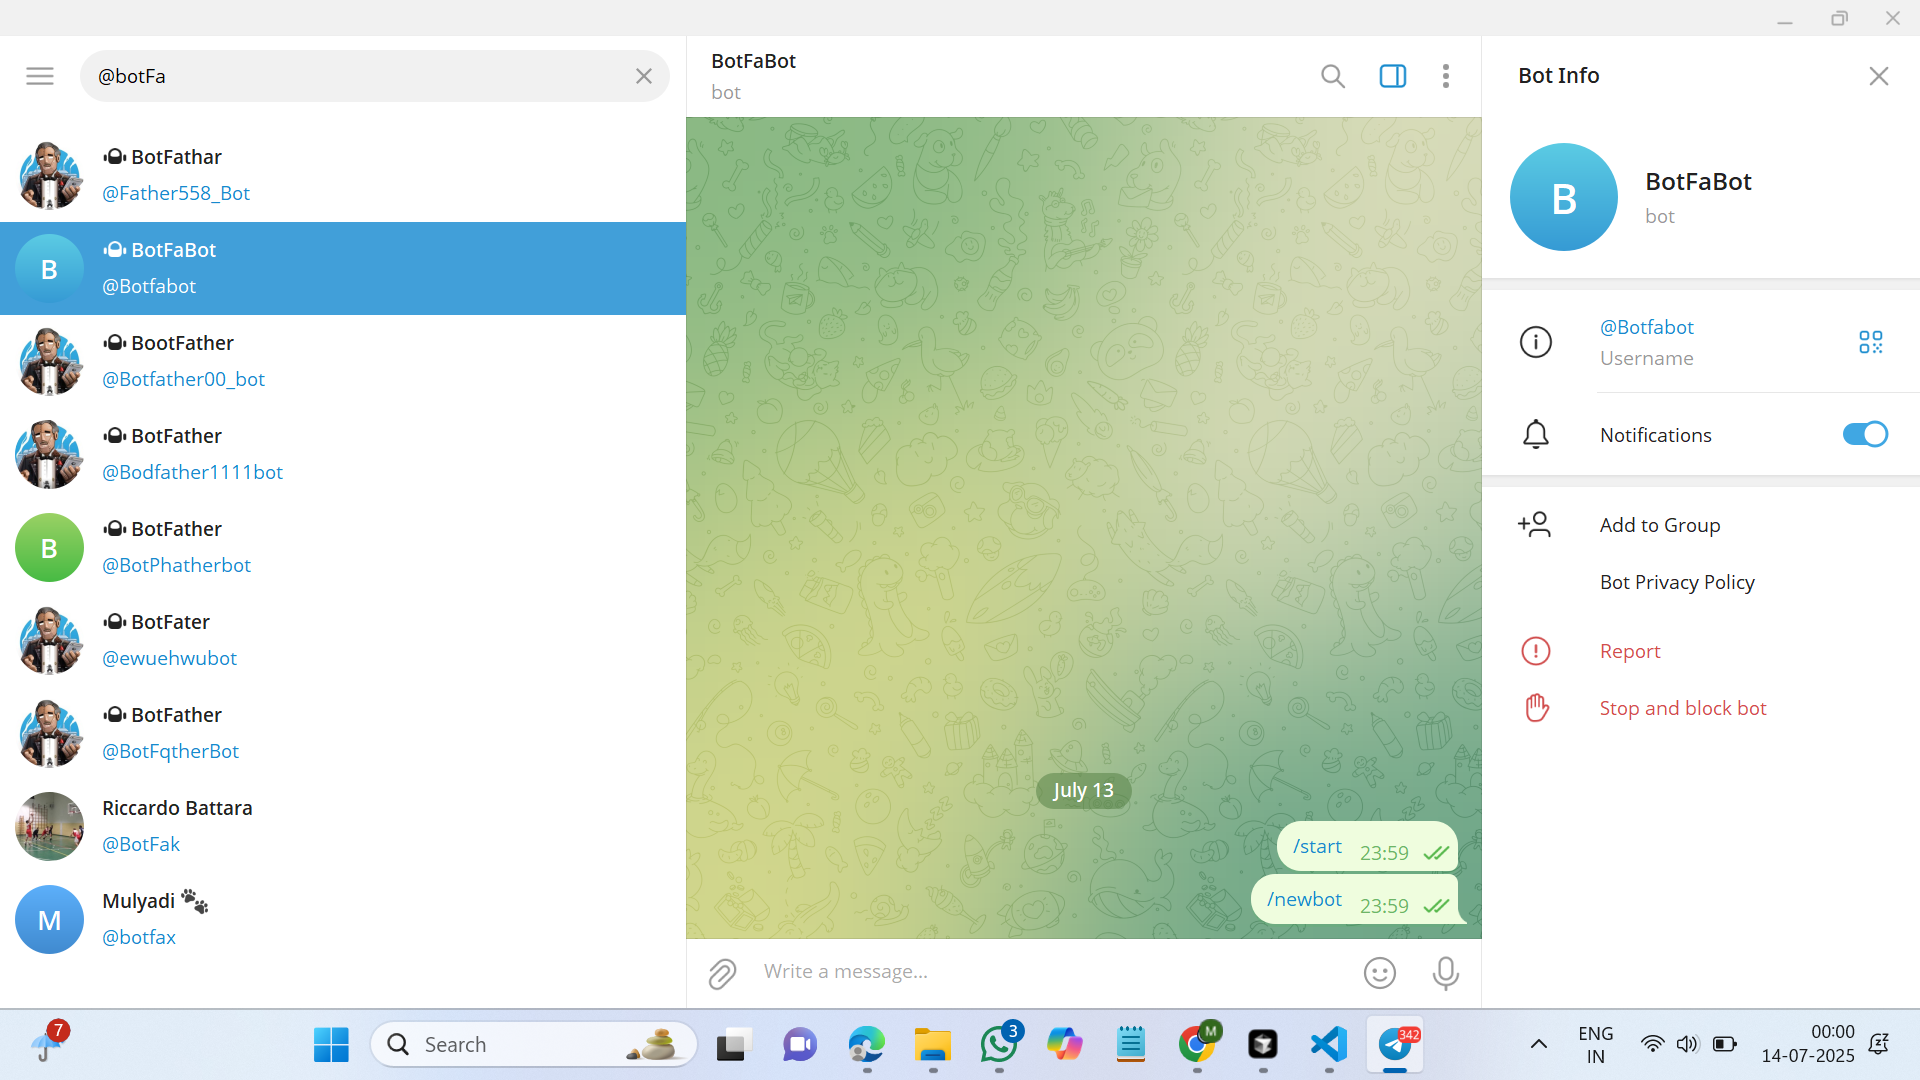 @botFa
BotFathar
@Father558_Bot
B
BotFaBot
@Botfabot
BootFather
@Botfather00_bot
BotFather
@Bodfather1111bot
B
BotFather
@BotPhatherbot
BotFater
@ewuehwubot
BotFather
@BotFqtherBot
Riccardo Battara
@BotFak
M
Mulyadi
@botfax
BotFaBot
bot
July 13
/start 23:59
/newbot 23:59
Write a message...
Bot Info
B
BotFaBot
bot
@Botfabot
Username
Notifications
Add to Group
Bot Privacy Policy
Report
Stop and block bot
7
Search
3
M
342
ENG
IN
00:00
14-07-2025